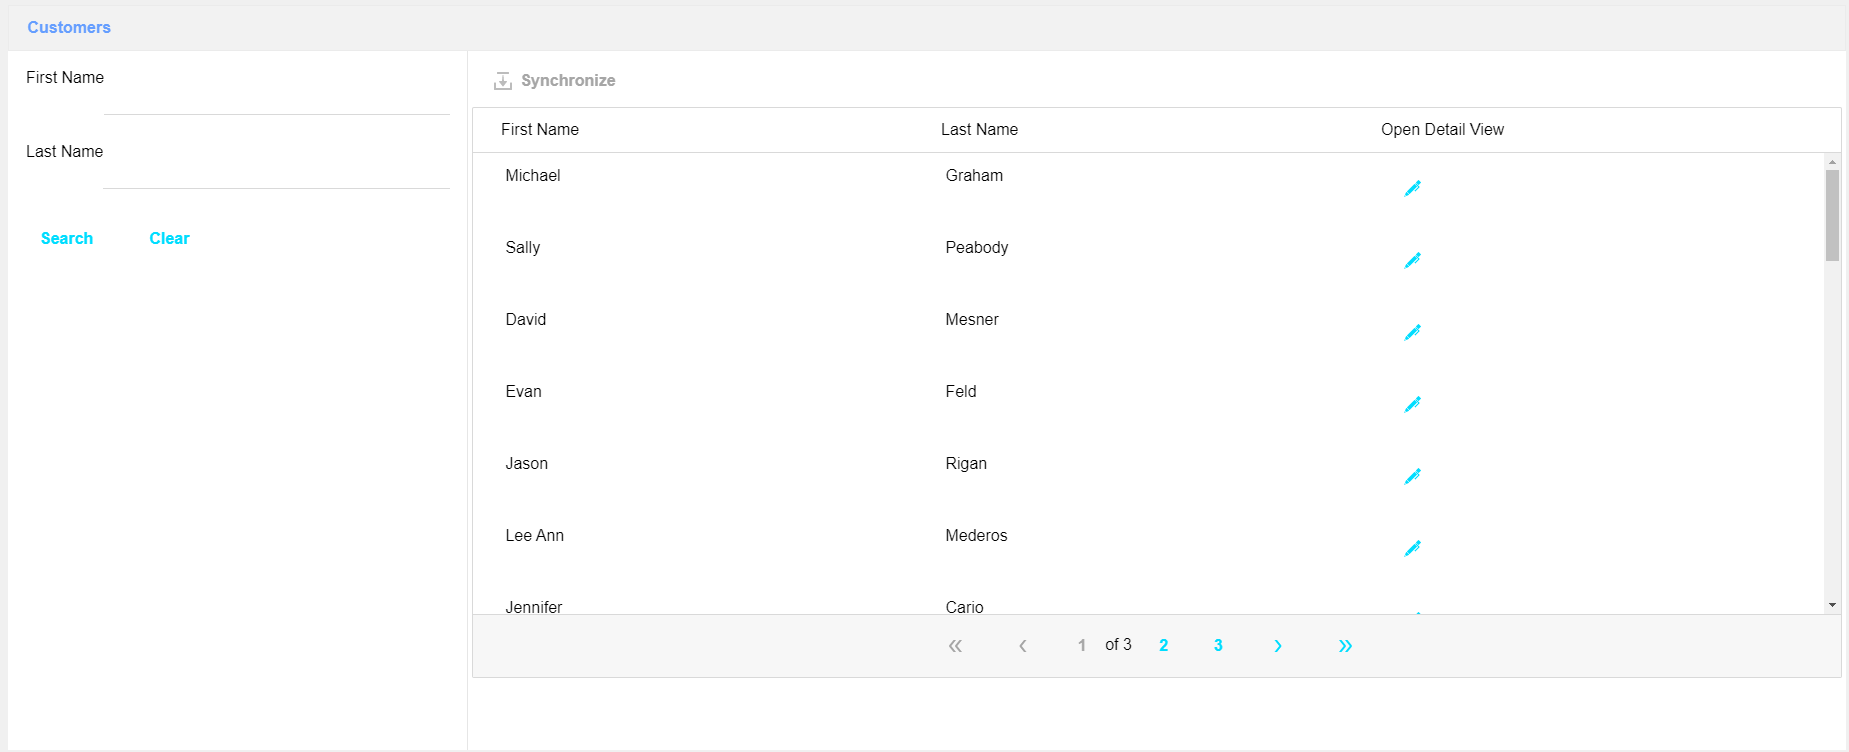 Customers
First Name
Last Name
Search Clear
Synchronize
First Name Last Name Open Detail View
Michael Graham
Sally Peabody
David Mesner
Evan Feld
Jason Rigan
Lee Ann Mederos
Jennifer Cario
« ‹ 1 of 3 2 3 › »